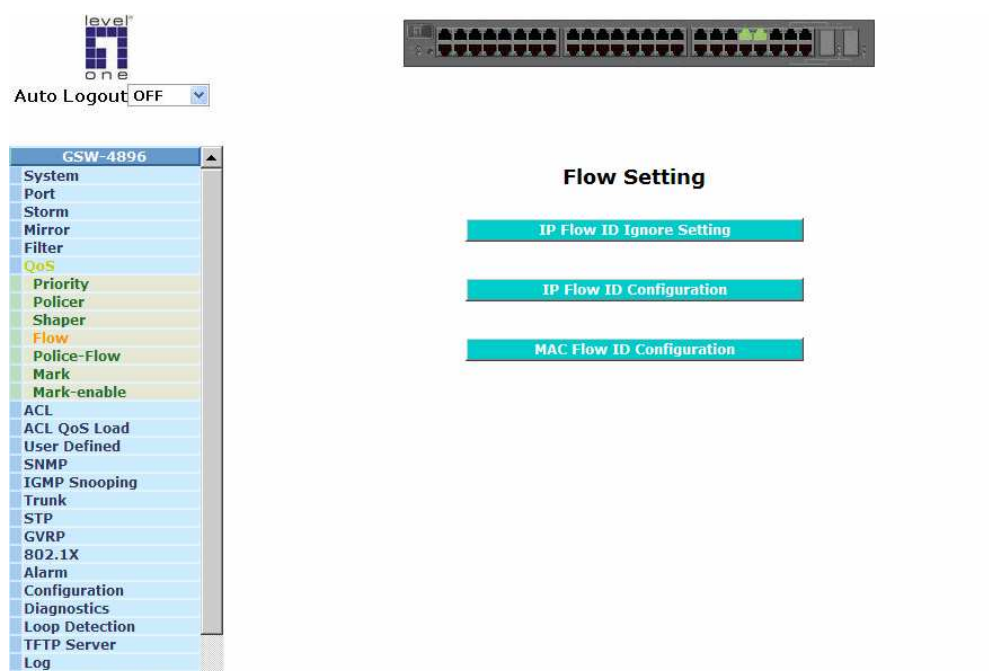 level
one
Auto Logout OFF
GSW-4896
System
Port
Storm
Mirror
Filter
QoS
Priority
Policer
Shaper
Flow
Police-Flow
Mark
Mark-enable
ACL
ACL QoS Load
User Defined
SNMP
IGMP Snooping
Trunk
STP
GVRP
802.1X
Alarm
Configuration
Diagnostics
Loop Detection
TFTP Server
Log
Flow Setting
IP Flow ID Ignore Setting
IP Flow ID Configuration
MAC Flow ID Configuration